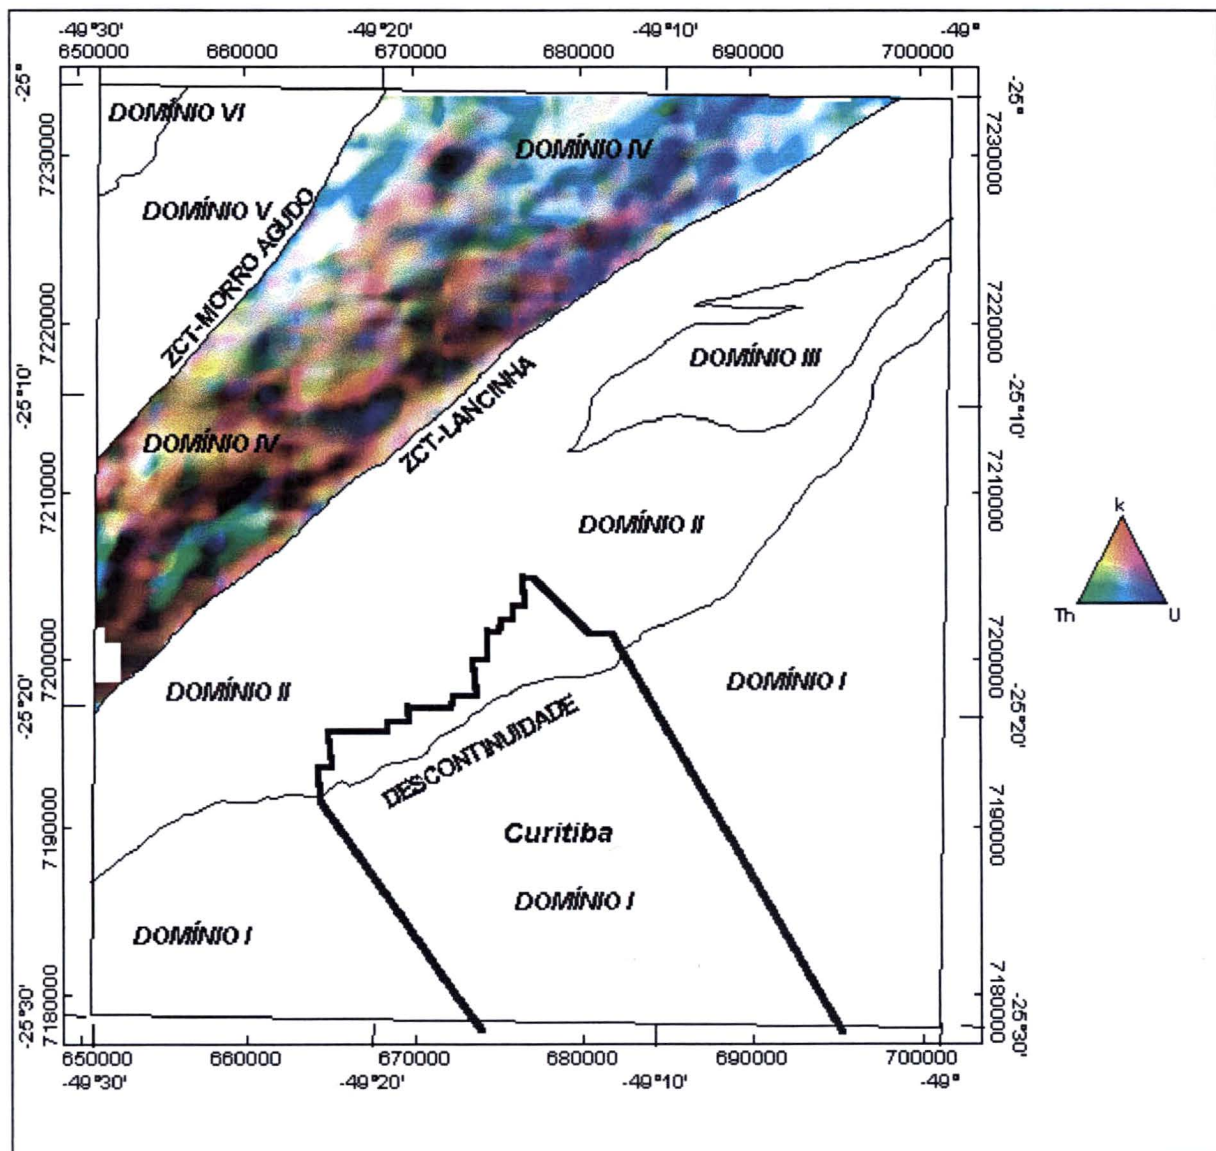 -49°30' -49°20' -49°10' -49°
650000 660000 670000 680000 690000 700000
-25° -25°
7230000 7230000
7220000 7220000
-25°10' -25°10'
7210000 7210000
7200000 7200000
-25°20' -25°20'
7190000 7190000
-25°30' -25°30'
7180000 7180000
DOMÍNIO VI
DOMÍNIO IV
DOMÍNIO V
ZCT-MORRO AGUDO
DOMÍNIO III
ZCT-LANCINHA
DOMÍNIO IV
DOMÍNIO II
k
Th U
DOMÍNIO II
DOMÍNIO I
DESCONTINUIDADE
Curitiba
DOMÍNIO I
DOMÍNIO I
650000 660000 670000 680000 690000 700000
-49°30' -49°20' -49°10' -49°